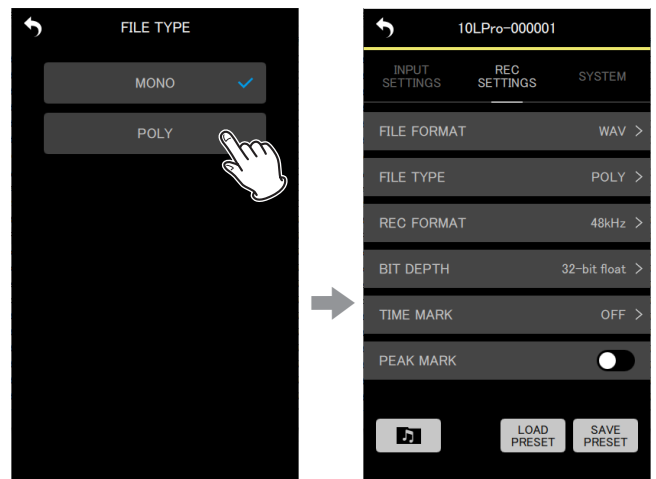 FILE TYPE
MONO
POLY
10LPro-000001
INPUT
SETTINGS
REC
SETTINGS
SYSTEM
FILE FORMAT WAV >
FILE TYPE POLY >
REC FORMAT 48kHz >
BIT DEPTH 32-bit float >
TIME MARK OFF >
PEAK MARK
LOAD
PRESET
SAVE
PRESET